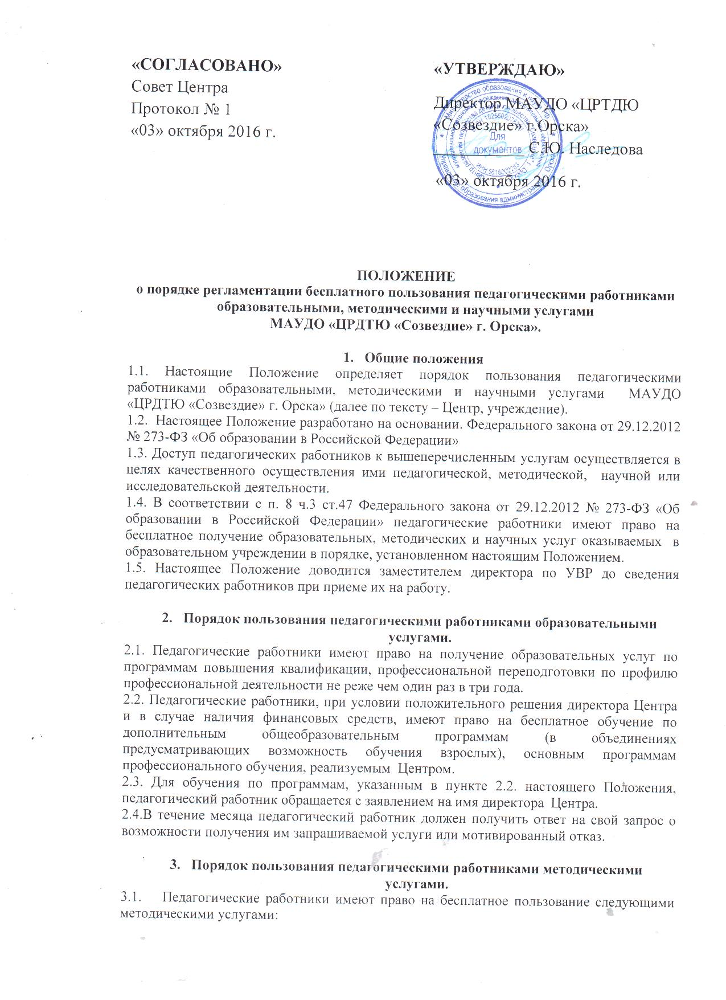 «СОГЛАСОВАНО»
Совет Центра
Протокол № 1
«03» октября 2016 г.
«УТВЕРЖДАЮ»
Директор МАУДО «ЦРТДЮ
«Созвездие» г.Орска»
____________ С.Ю. Наследова
«03» октября 2016 г.
Для
документов
ПОЛОЖЕНИЕ
о порядке регламентации бесплатного пользования педагогическими работниками
образовательными, методическими и научными услугами
МАУДО «ЦРДТЮ «Созвездие» г. Орска».
1. Общие положения
1.1. Настоящие Положение определяет порядок пользования педагогическими
работниками образовательными, методическими и научными услугами МАУДО
«ЦРДТЮ «Созвездие» г. Орска» (далее по тексту – Центр, учреждение).
1.2. Настоящее Положение разработано на основании. Федерального закона от 29.12.2012
№ 273-ФЗ «Об образовании в Российской Федерации»
1.3. Доступ педагогических работников к вышеперечисленным услугам осуществляется в
целях качественного осуществления ими педагогической, методической, научной или
исследовательской деятельности.
1.4. В соответствии с п. 8 ч.3 ст.47 Федерального закона от 29.12.2012 № 273-ФЗ «Об
образовании в Российской Федерации» педагогические работники имеют право на
бесплатное получение образовательных, методических и научных услуг оказываемых в
образовательном учреждении в порядке, установленном настоящим Положением.
1.5. Настоящее Положение доводится заместителем директора по УВР до сведения
педагогических работников при приеме их на работу.
2. Порядок пользования педагогическими работниками образовательными
услугами.
2.1. Педагогические работники имеют право на получение образовательных услуг по
программам повышения квалификации, профессиональной переподготовки по профилю
профессиональной деятельности не реже чем один раз в три года.
2.2. Педагогические работники, при условии положительного решения директора Центра
и в случае наличия финансовых средств, имеют право на бесплатное обучение по
дополнительным общеобразовательным программам (в объединениях
предусматривающих возможность обучения взрослых), основным программам
профессионального обучения, реализуемым Центром.
2.3. Для обучения по программам, указанным в пункте 2.2. настоящего Положения,
педагогический работник обращается с заявлением на имя директора Центра.
2.4.В течение месяца педагогический работник должен получить ответ на свой запрос о
возможности получения им запрашиваемой услуги или мотивированный отказ.
3. Порядок пользования педагогическими работниками методическими
услугами.
3.1. Педагогические работники имеют право на бесплатное пользование следующими
методическими услугами: